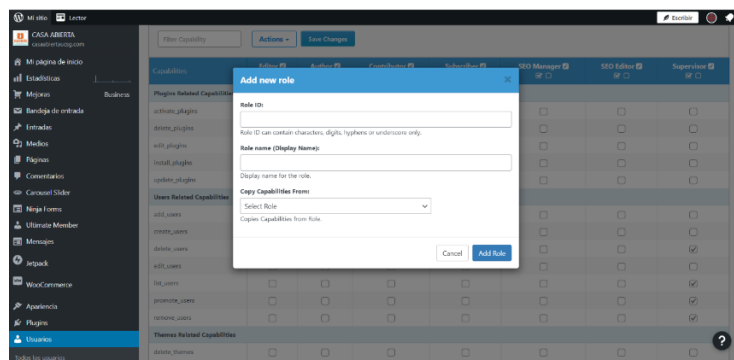 Mi sitio
Lector
Escribir
CASA ABIERTA
Mi página de inicio
Estadísticas
Mejoras Business
Bandeja de entrada
Entradas
Medios
Páginas
Comentarios
Carousel Slider
Ninja Forms
Ultimate Member
Mensajes
Jetpack
WooCommerce
Apariencia
Plugins
Usuarios
Todos los usuarios
Filter Capability
Actions
Save Changes
Capabilities Editor Author Contributor Subscriber SEO Manager SEO Editor Supervisor
Plugins Related Capabilities
activate_plugins
delete_plugins
edit_plugins
install_plugins
update_plugins
Users Related Capabilities
add_users
create_users
delete_users
edit_users
list_users
promote_users
remove_users
Themes Related Capabilities
delete_themes
Add new role
Role ID:
Role ID can contain characters, digits, hyphens or underscore only.
Role name (Display Name):
Display name for the role.
Copy Capabilities From:
Select Role
Copies Capabilities from Role.
Cancel
Add Role
?